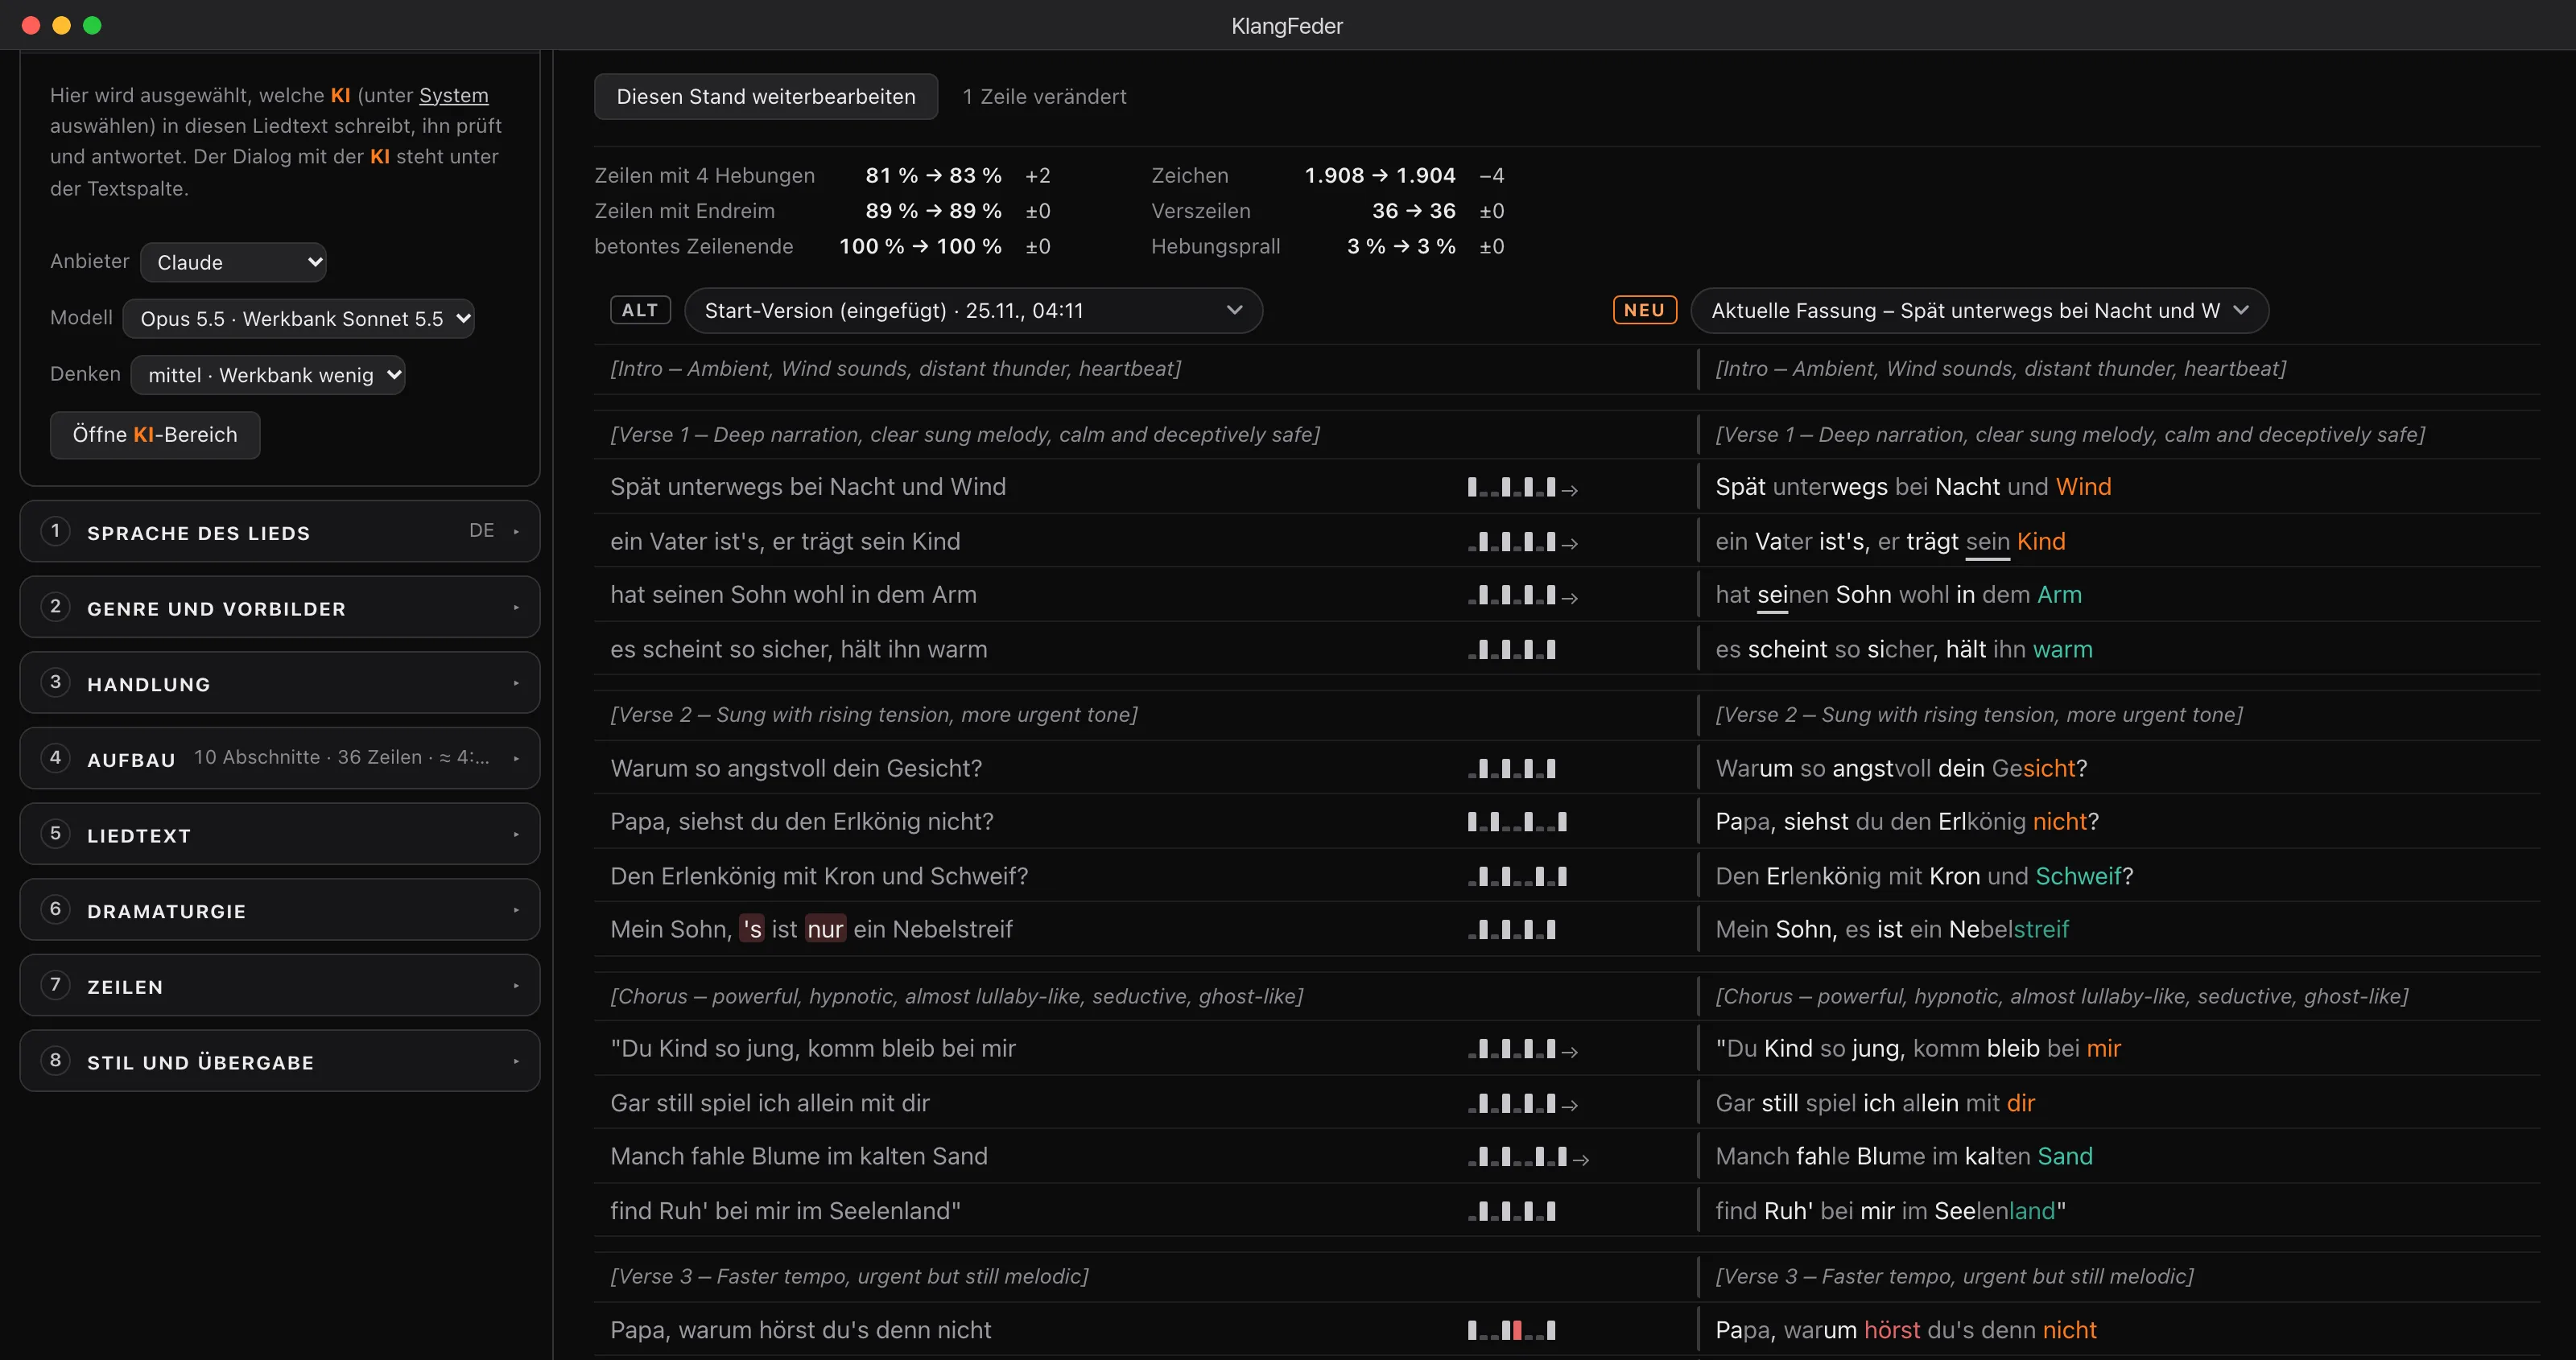 KlangFeder
Hier wird ausgewählt, welche KI (unter System
auswählen) in diesen Liedtext schreibt, ihn prüft
und antwortet. Der Dialog mit der KI steht unter
der Textspalte.
Anbieter Claude
Modell Opus 5.5 · Werkbank Sonnet 5.5
Denken mittel · Werkbank wenig
Öffne KI-Bereich
1 SPRACHE DES LIEDS DE
2 GENRE UND VORBILDER
3 HANDLUNG
4 AUFBAU 10 Abschnitte · 36 Zeilen · ≈ 4:...
5 LIEDTEXT
6 DRAMATURGIE
7 ZEILEN
8 STIL UND ÜBERGABE
Diesen Stand weiterbearbeiten 1 Zeile verändert
Zeilen mit 4 Hebungen 81 % → 83 % +2 Zeichen 1.908 → 1.904 −4
Zeilen mit Endreim 89 % → 89 % ±0 Verszeilen 36 → 36 ±0
betontes Zeilenende 100 % → 100 % ±0 Hebungsprall 3 % → 3 % ±0
ALT Start-Version (eingefügt) · 25.11., 04:11 NEU Aktuelle Fassung – Spät unterwegs bei Nacht und W
[Intro – Ambient, Wind sounds, distant thunder, heartbeat] [Intro – Ambient, Wind sounds, distant thunder, heartbeat]
[Verse 1 – Deep narration, clear sung melody, calm and deceptively safe] [Verse 1 – Deep narration, clear sung melody, calm and deceptively safe]
Spät unterwegs bei Nacht und Wind → Spät unterwegs bei Nacht und Wind
ein Vater ist's, er trägt sein Kind → ein Vater ist's, er trägt sein Kind
hat seinen Sohn wohl in dem Arm → hat seinen Sohn wohl in dem Arm
es scheint so sicher, hält ihn warm es scheint so sicher, hält ihn warm
[Verse 2 – Sung with rising tension, more urgent tone] [Verse 2 – Sung with rising tension, more urgent tone]
Warum so angstvoll dein Gesicht? Warum so angstvoll dein Gesicht?
Papa, siehst du den Erlkönig nicht? Papa, siehst du den Erlkönig nicht?
Den Erlenkönig mit Kron und Schweif? Den Erlenkönig mit Kron und Schweif?
Mein Sohn, 's ist nur ein Nebelstreif Mein Sohn, es ist ein Nebelstreif
[Chorus – powerful, hypnotic, almost lullaby-like, seductive, ghost-like] [Chorus – powerful, hypnotic, almost lullaby-like, seductive, ghost-like]
"Du Kind so jung, komm bleib bei mir → "Du Kind so jung, komm bleib bei mir
Gar still spiel ich allein mit dir → Gar still spiel ich allein mit dir
Manch fahle Blume im kalten Sand → Manch fahle Blume im kalten Sand
find Ruh' bei mir im Seelenland" find Ruh' bei mir im Seelenland"
[Verse 3 – Faster tempo, urgent but still melodic] [Verse 3 – Faster tempo, urgent but still melodic]
Papa, warum hörst du's denn nicht Papa, warum hörst du's denn nicht